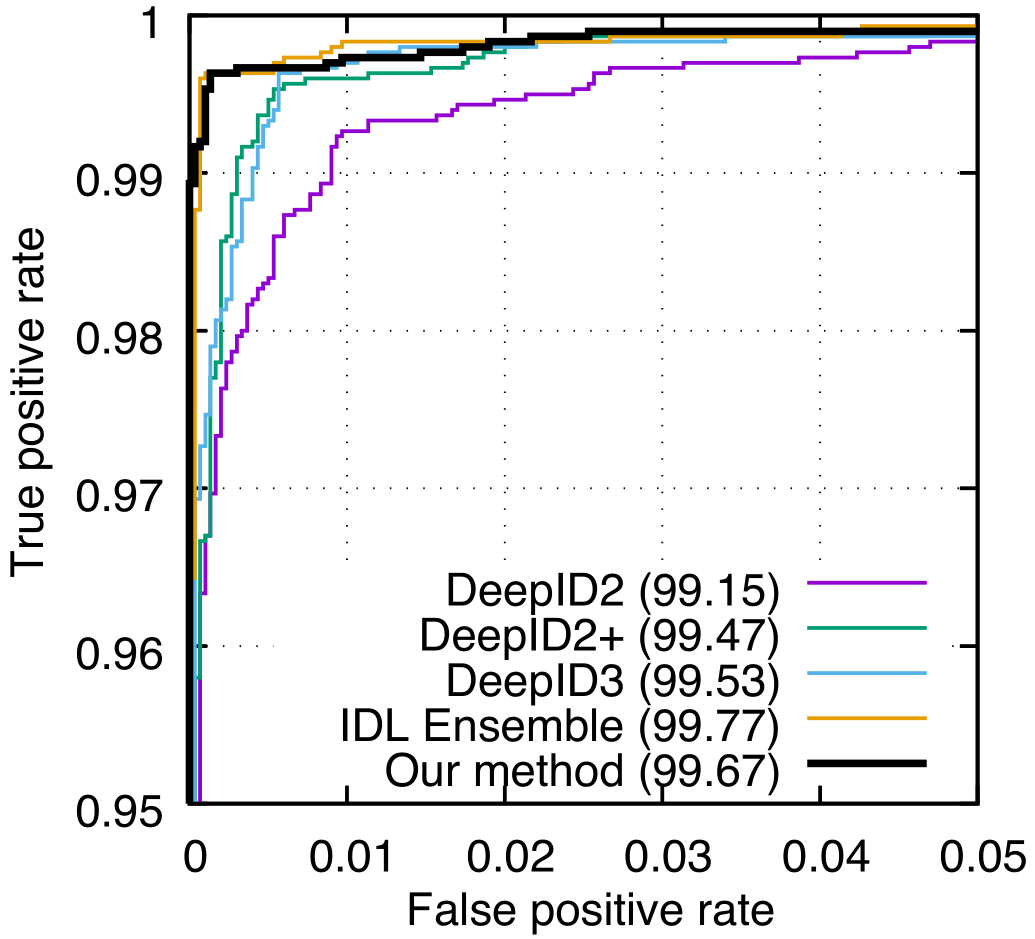 1
0.99
0.98
0.97
0.96
0.95
True positive rate
DeepID2 (99.15)
DeepID2+ (99.47)
DeepID3 (99.53)
IDL Ensemble (99.77)
Our method (99.67)
0 0.01 0.02 0.03 0.04 0.05
False positive rate